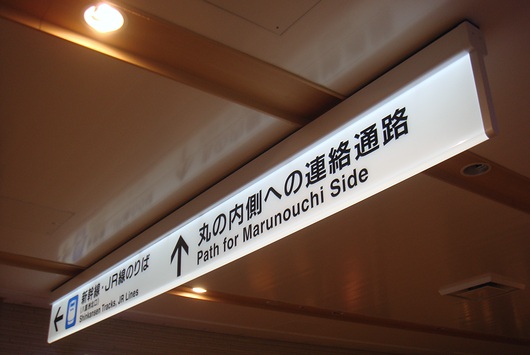 丸の内側への連絡通路
Path for Marunouchi Side
新幹線・JR線のりば
Shinkansen Tracks, JR Lines